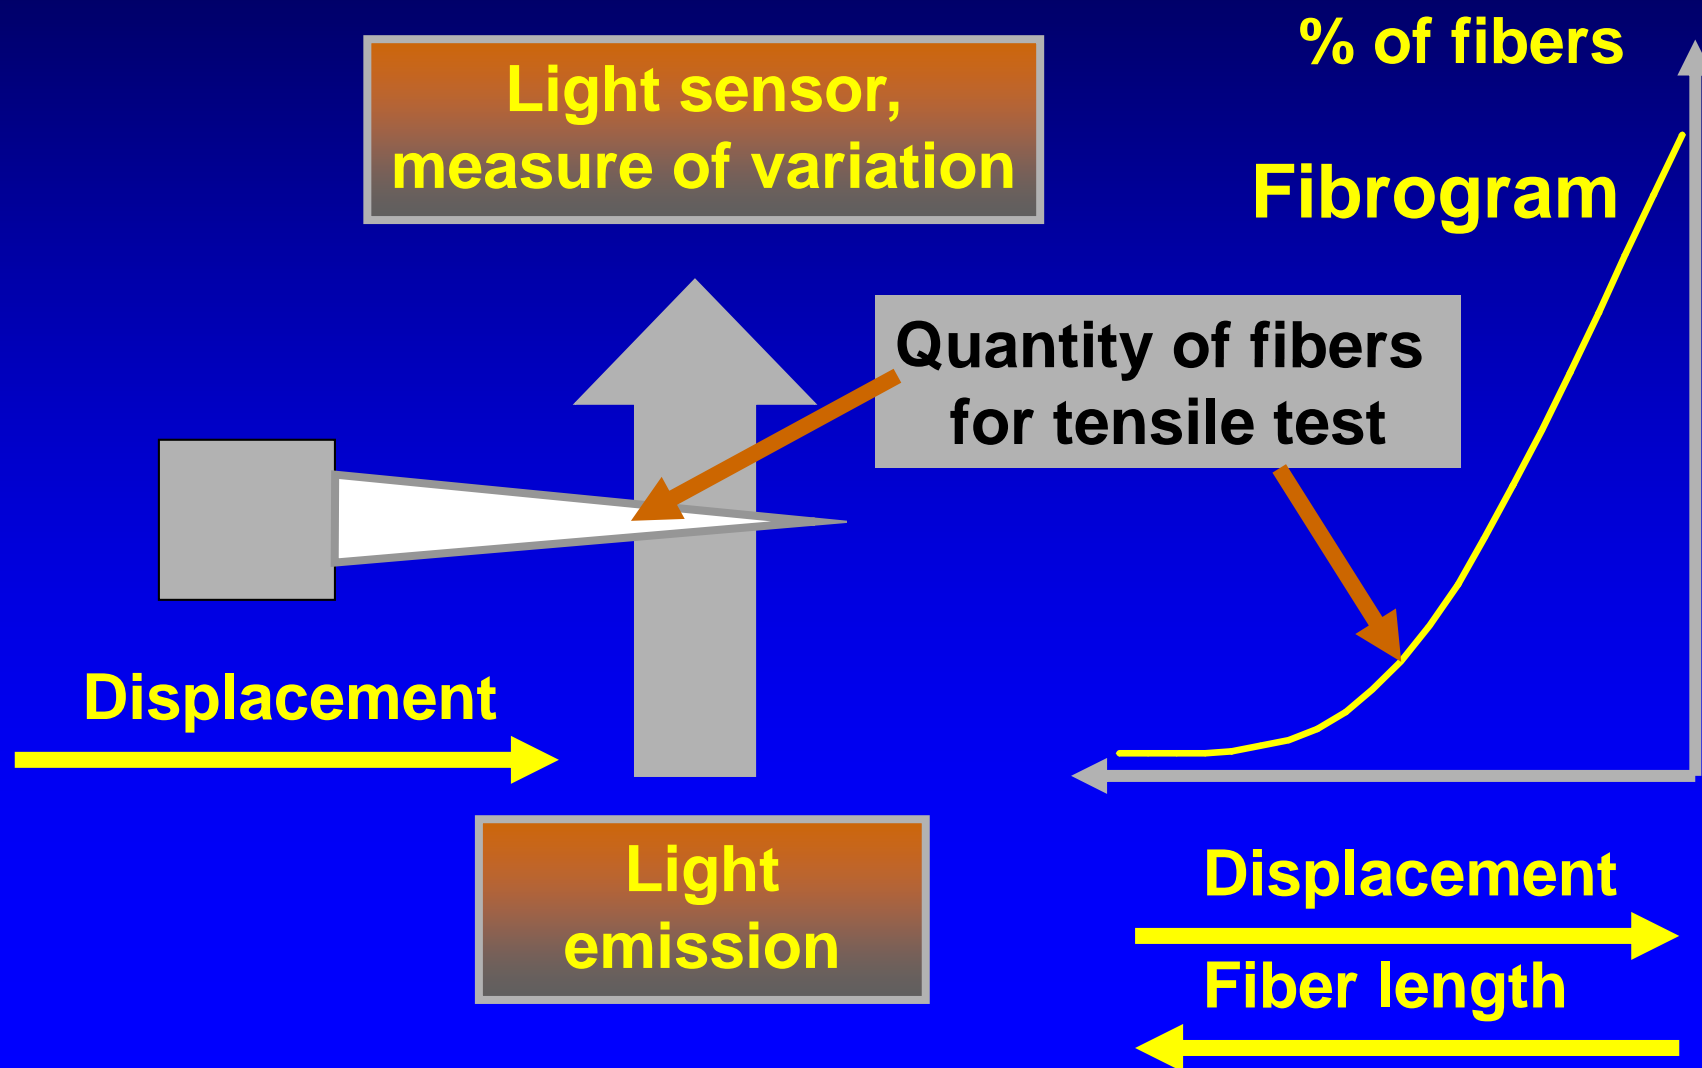 % of fibers
Light sensor,
measure of variation
Fibrogram
Quantity of fibers
for tensile test
Displacement
Light
emission
Displacement
Fiber length